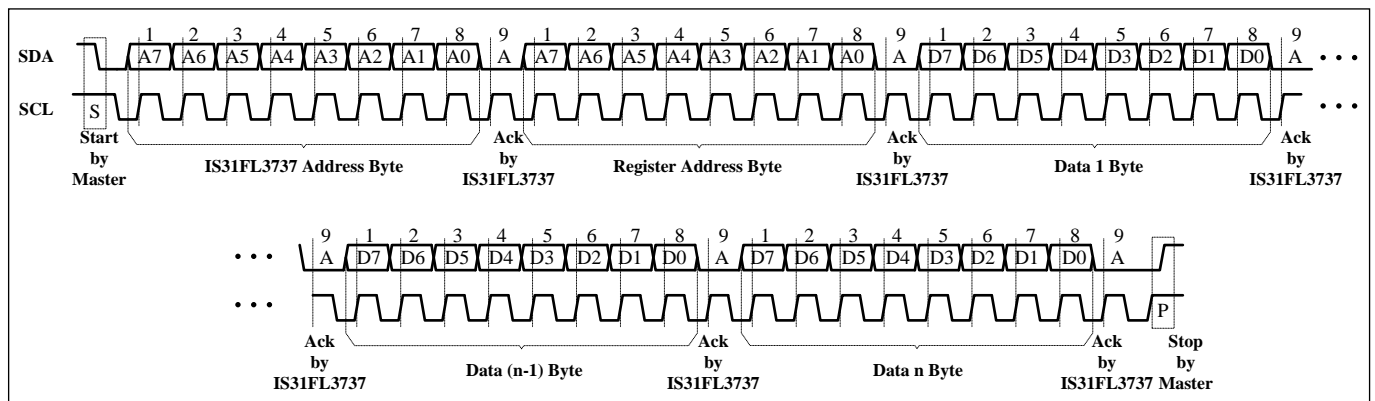 1 2 3 4 5 6 7 8 9 1 2 3 4 5 6 7 8 9 1 2 3 4 5 6 7 8 9
SDA A7 A6 A5 A4 A3 A2 A1 A0 A A7 A6 A5 A4 A3 A2 A1 A0 A D7 D6 D5 D4 D3 D2 D1 D0 A • • •
SCL S • • •
Start by Master
IS31FL3737 Address Byte
Ack by IS31FL3737
Register Address Byte
Ack by IS31FL3737
Data 1 Byte
Ack by IS31FL3737
9 1 2 3 4 5 6 7 8 9 1 2 3 4 5 6 7 8 9
• • • A D7 D6 D5 D4 D3 D2 D1 D0 A D7 D6 D5 D4 D3 D2 D1 D0 A
• • • P
Ack by IS31FL3737
Data (n-1) Byte
Ack by IS31FL3737
Data n Byte
Ack by IS31FL3737
Stop by Master